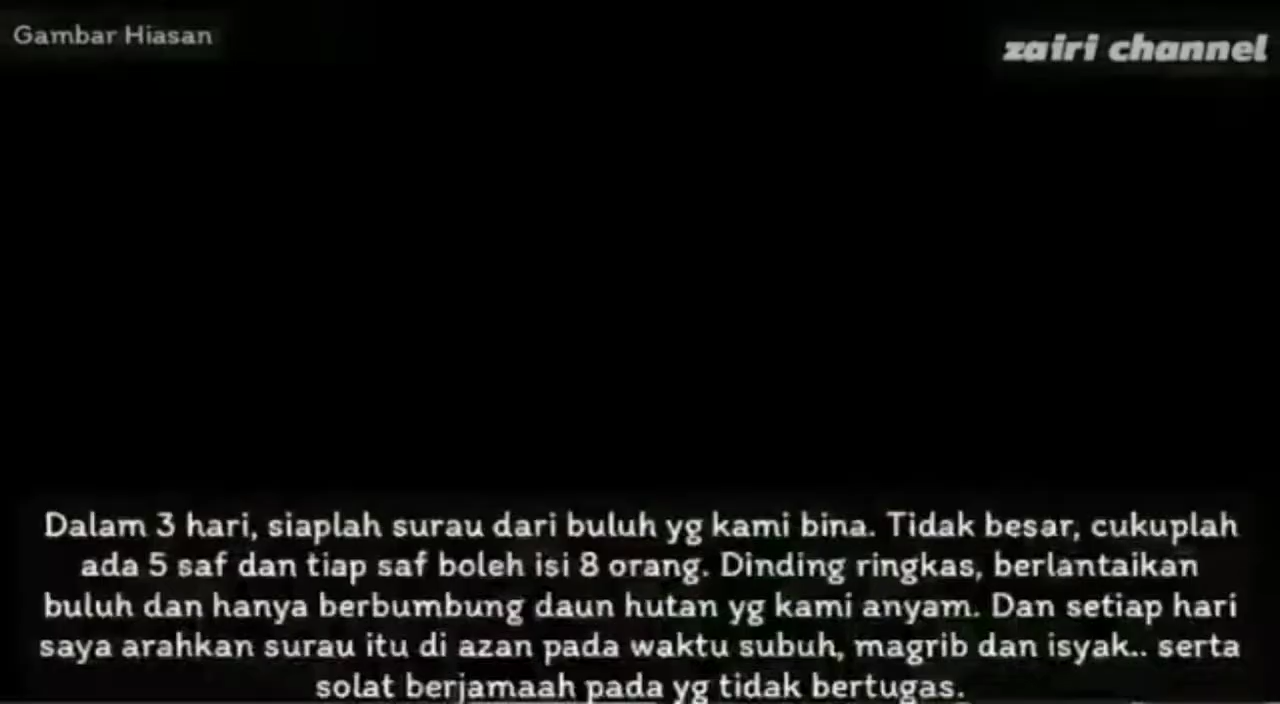 Gambar Hiasan
zairi channel
Dalam 3 hari, siaplah surau dari buluh yg kami bina. Tidak besar, cukuplah
ada 5 saf dan tiap saf boleh isi 8 orang. Dinding ringkas, berlantaikan
buluh dan hanya berbumbung daun hutan yg kami anyam. Dan setiap hari
saya arahkan surau itu di azan pada waktu subuh, magrib dan isyak.. serta
solat berjamaah pada yg tidak bertugas.